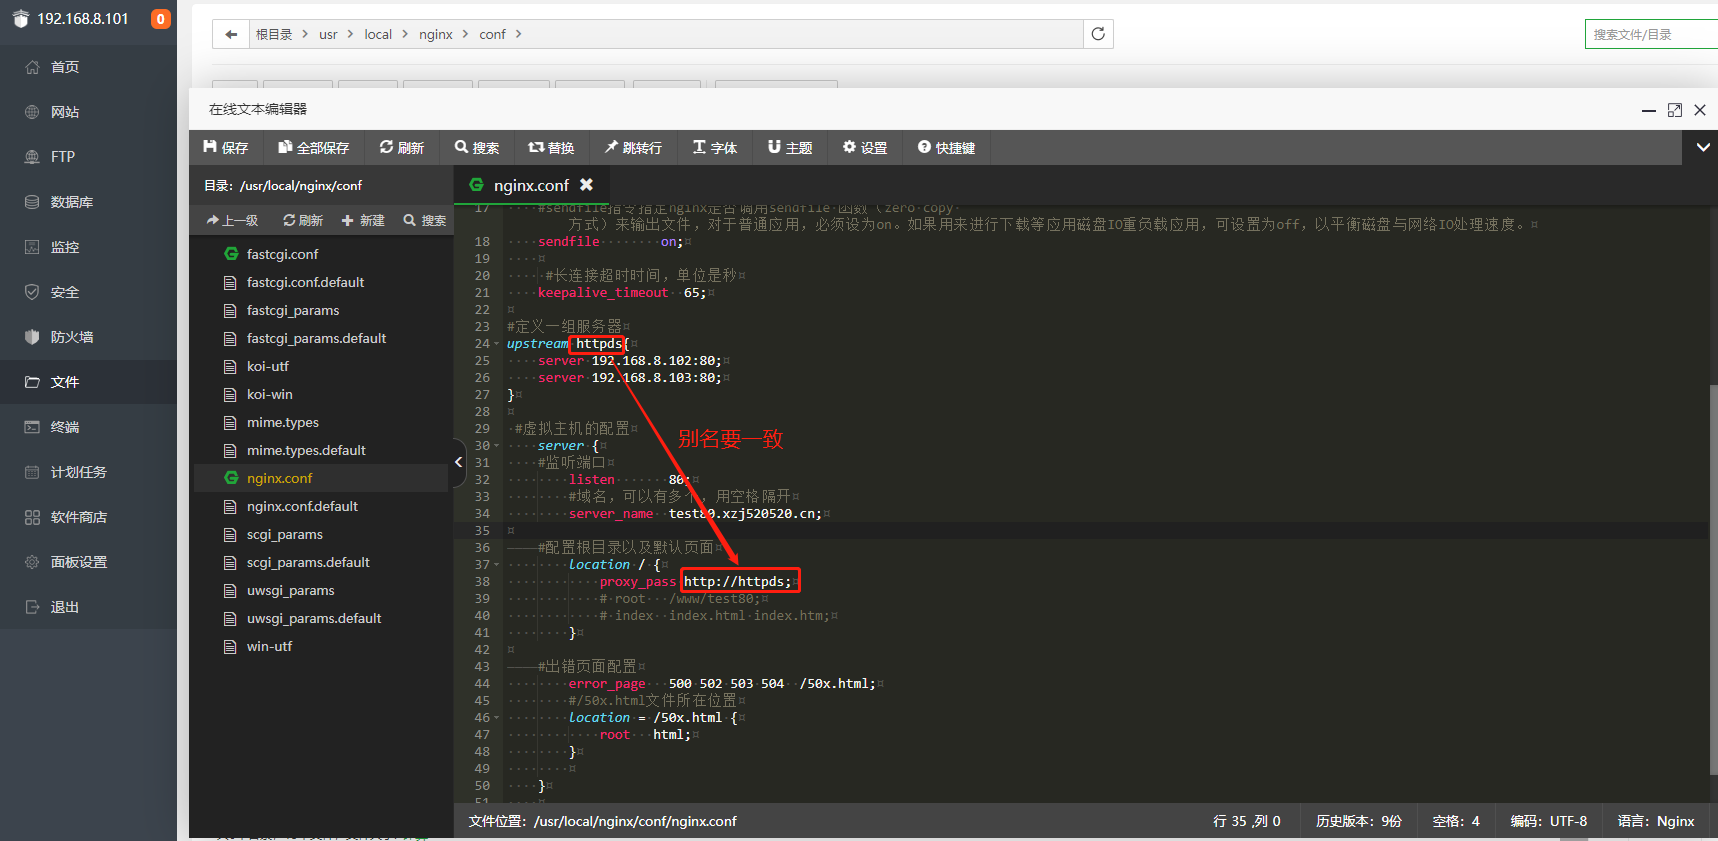 192.168.8.101
0
首页
网站
FTP
数据库
监控
安全
防火墙
文件
终端
计划任务
软件商店
面板设置
退出
根目录 > usr > local > nginx > conf >
搜索文件/目录
在线文本编辑器
保存 全部保存 刷新 搜索 替换 跳转行 字体 主题 设置 快捷键
目录：/usr/local/nginx/conf
上一级 刷新 新建 搜索
fastcgi.conf
fastcgi.conf.default
fastcgi_params
fastcgi_params.default
koi-utf
koi-win
mime.types
mime.types.default
nginx.conf
nginx.conf.default
scgi_params
scgi_params.default
uwsgi_params
uwsgi_params.default
win-utf
nginx.conf
17 #sendfile指令指定nginx是否调用sendfile 函数（zero copy
方式）来输出文件，对于普通应用，必须设为on。如果用来进行下载等应用磁盘IO重负载应用，可设置为off，以平衡磁盘与网络IO处理速度。
18 sendfile on;
19
20 #长连接超时时间，单位是秒
21 keepalive_timeout 65;
22
23 #定义一组服务器
24 upstream httpds{
25 server 192.168.8.102:80;
26 server 192.168.8.103:80;
27 }
28
29 #虚拟主机的配置
30 server {
31 #监听端口
32 listen 80;
33 #域名，可以有多个，用空格隔开
34 server_name test80.xzj520520.cn;
35
36 #配置根目录以及默认页面
37 location / {
38 proxy_pass http://httpds;
39 # root /www/test80;
40 # index index.html index.htm;
41 }
42
43 #出错页面配置
44 error_page 500 502 503 504 /50x.html;
45 #/50x.html文件所在位置
46 location = /50x.html {
47 root html;
48 }
49
50 }
51
别名要一致
文件位置：/usr/local/nginx/conf/nginx.conf
行 35 ,列 0 历史版本：9份 空格：4 编码：UTF-8 语言：Nginx